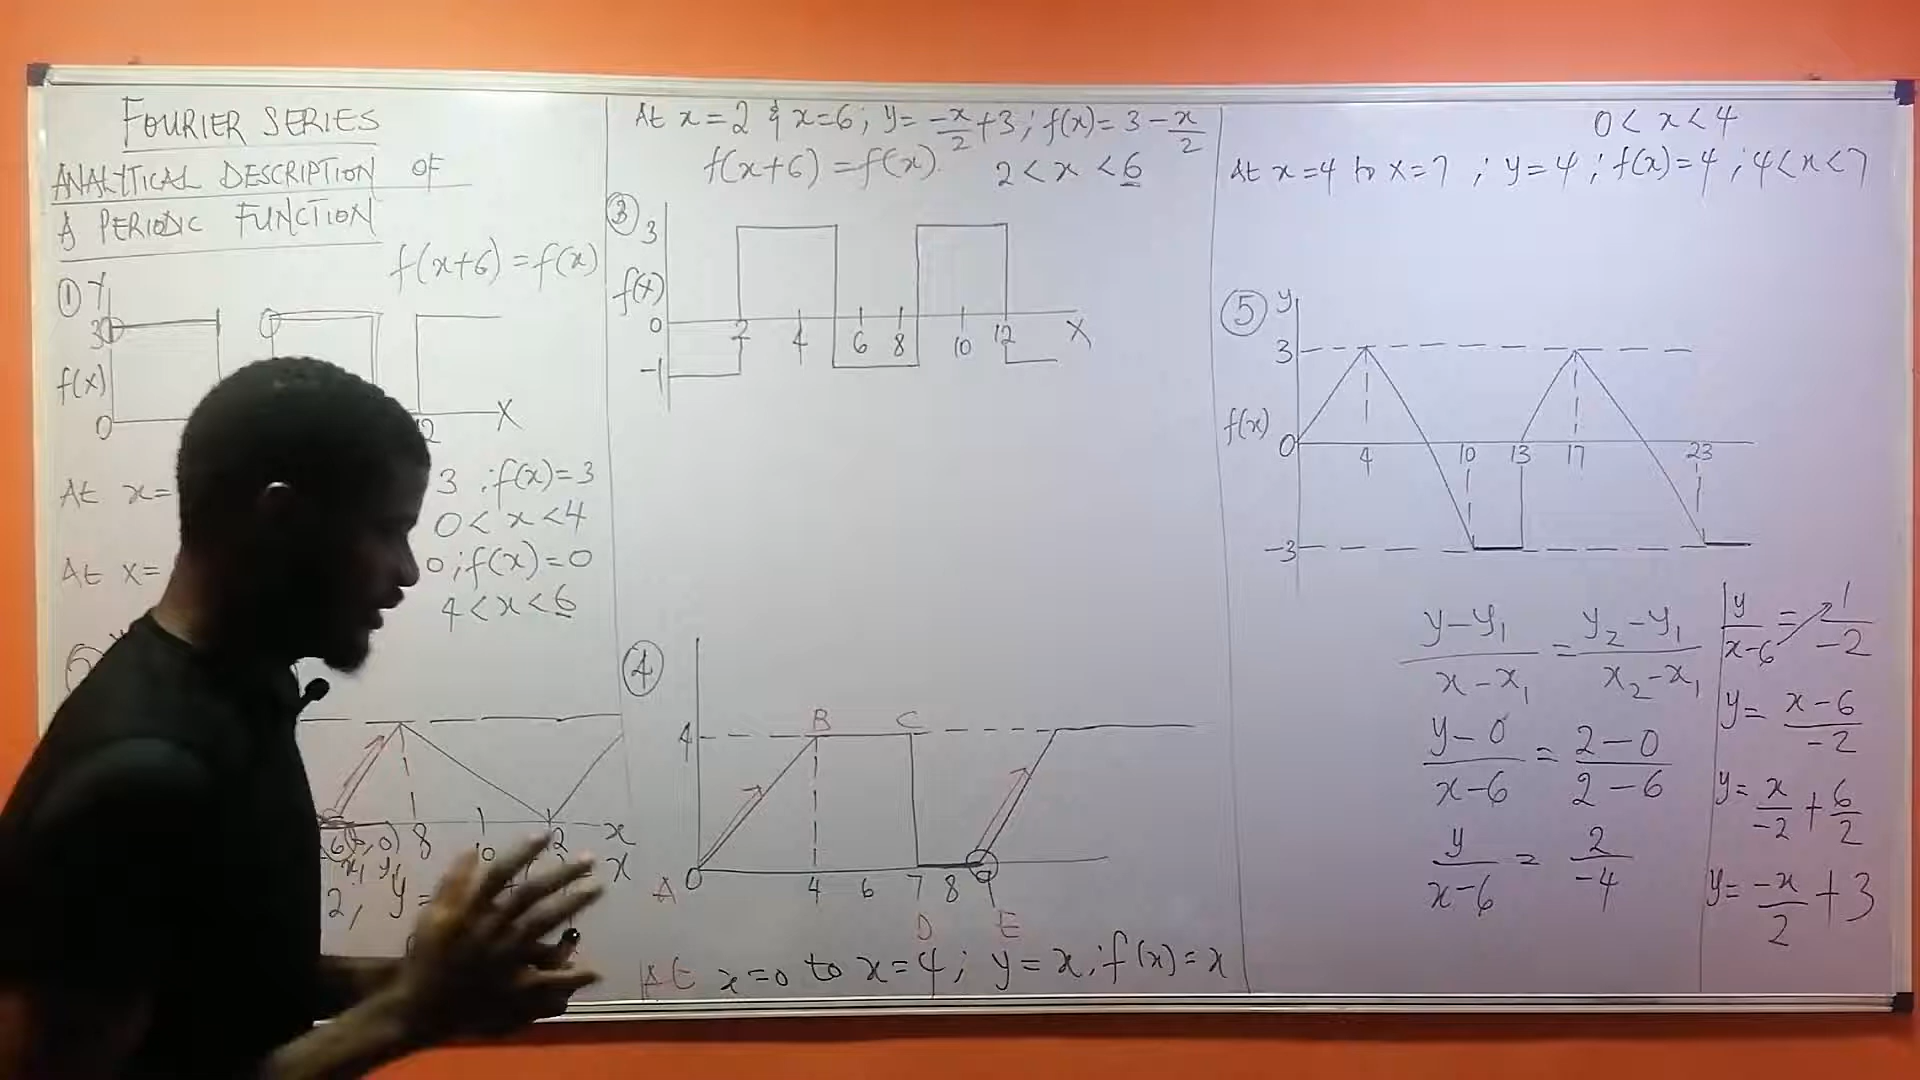 FOURIER SERIES
ANALYTICAL DESCRIPTION OF
A PERIODIC FUNCTION
f(x+6) = f(x)
① Y
3
f(x)
0
X
At x=
3 ; f(x)=3
0 < x < 4
At x=
0 ; f(x)=0
4 < x < 6
8
x
X
2, y=
At x=2 & x=6; y= -x/2 +3; f(x)= 3 - x/2
f(x+6) = f(x). 2 < x < 6
③
3
f(x)
0
-1
2 4 6 8 10 12 X
④
4
B C
A 0 4 6 7 8 9
D E
At x=0 to x=4; y=x; f(x)=x
0 < x < 4
At x=4 to x=7 ; y=4 ; f(x)=4 ; 4<x<7
⑤ y
3
f(x)
0 4 10 13 17 23
-3
y-y₁/x-x₁ = y₂-y₁/x₂-x₁
y-0/x-6 = 2-0/2-6
y/x-6 = 2/-4
y/x-6 = 1/-2
y= x-6/-2
y= x/-2 + 6/2
y= -x/2 + 3